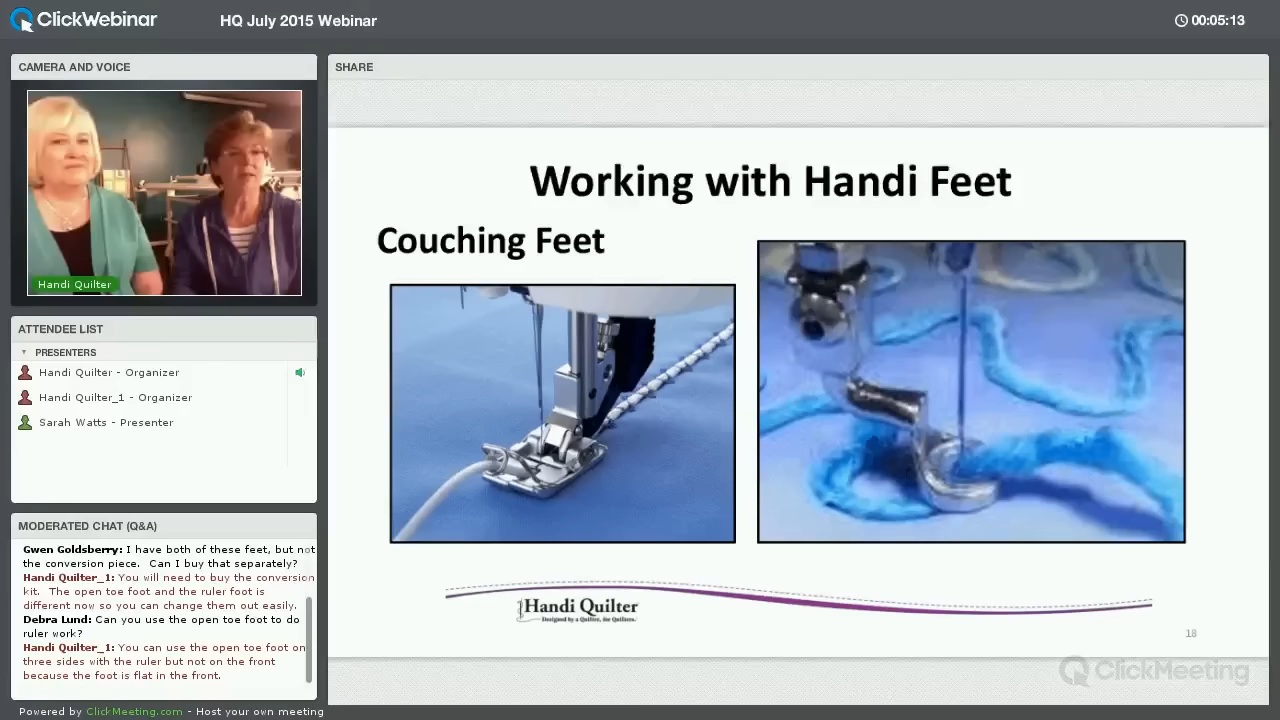 ClickWebinar
HQ July 2015 Webinar
00:05:13
CAMERA AND VOICE
Handi Quilter
ATTENDEE LIST
PRESENTERS
Handi Quilter - Organizer
Handi Quilter_1 - Organizer
Sarah Watts - Presenter
MODERATED CHAT (Q&A)
Gwen Goldsberry: I have both of these feet, but not
the conversion piece. Can I buy that separately?
Handi Quilter_1: You will need to buy the conversion
The open toe foot and the ruler foot is
different now so you can
them out easily.
Debra Lund: Can you use the open toe foot to do
ruler work?
Handi Quilter_1: You can use the open toe foot on
three sides with the ruler but not on the front
because the foot is flat in the front.
Powered by ClickMeeting.com - Host your own meeting
SHARE
Working with Handi Feet
Couching Feet
Handi Quilter
Designed by a Quilter, for Quilters.
18
ClickMeeting